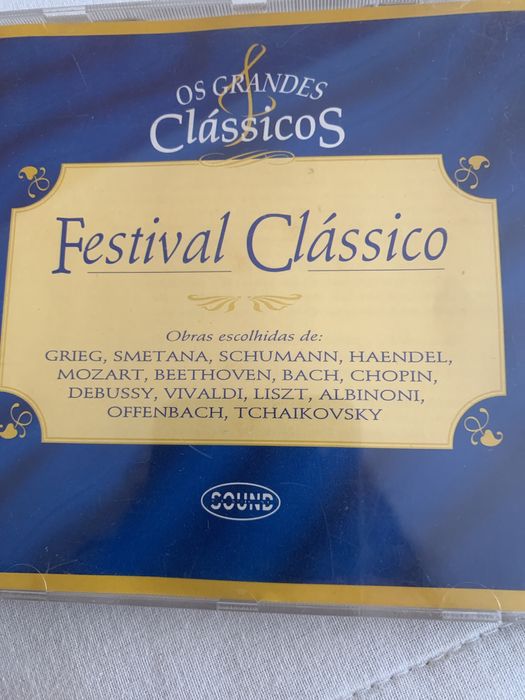 OS GRANDES
Clássicos
Festival Clássico
Obras escolhidas de:
GRIEG, SMETANA, SCHUMANN, HAENDEL,
MOZART, BEETHOVEN, BACH, CHOPIN,
DEBUSSY, VIVALDI, LISZT, ALBINONI,
OFFENBACH, TCHAIKOVSKY
SOUND